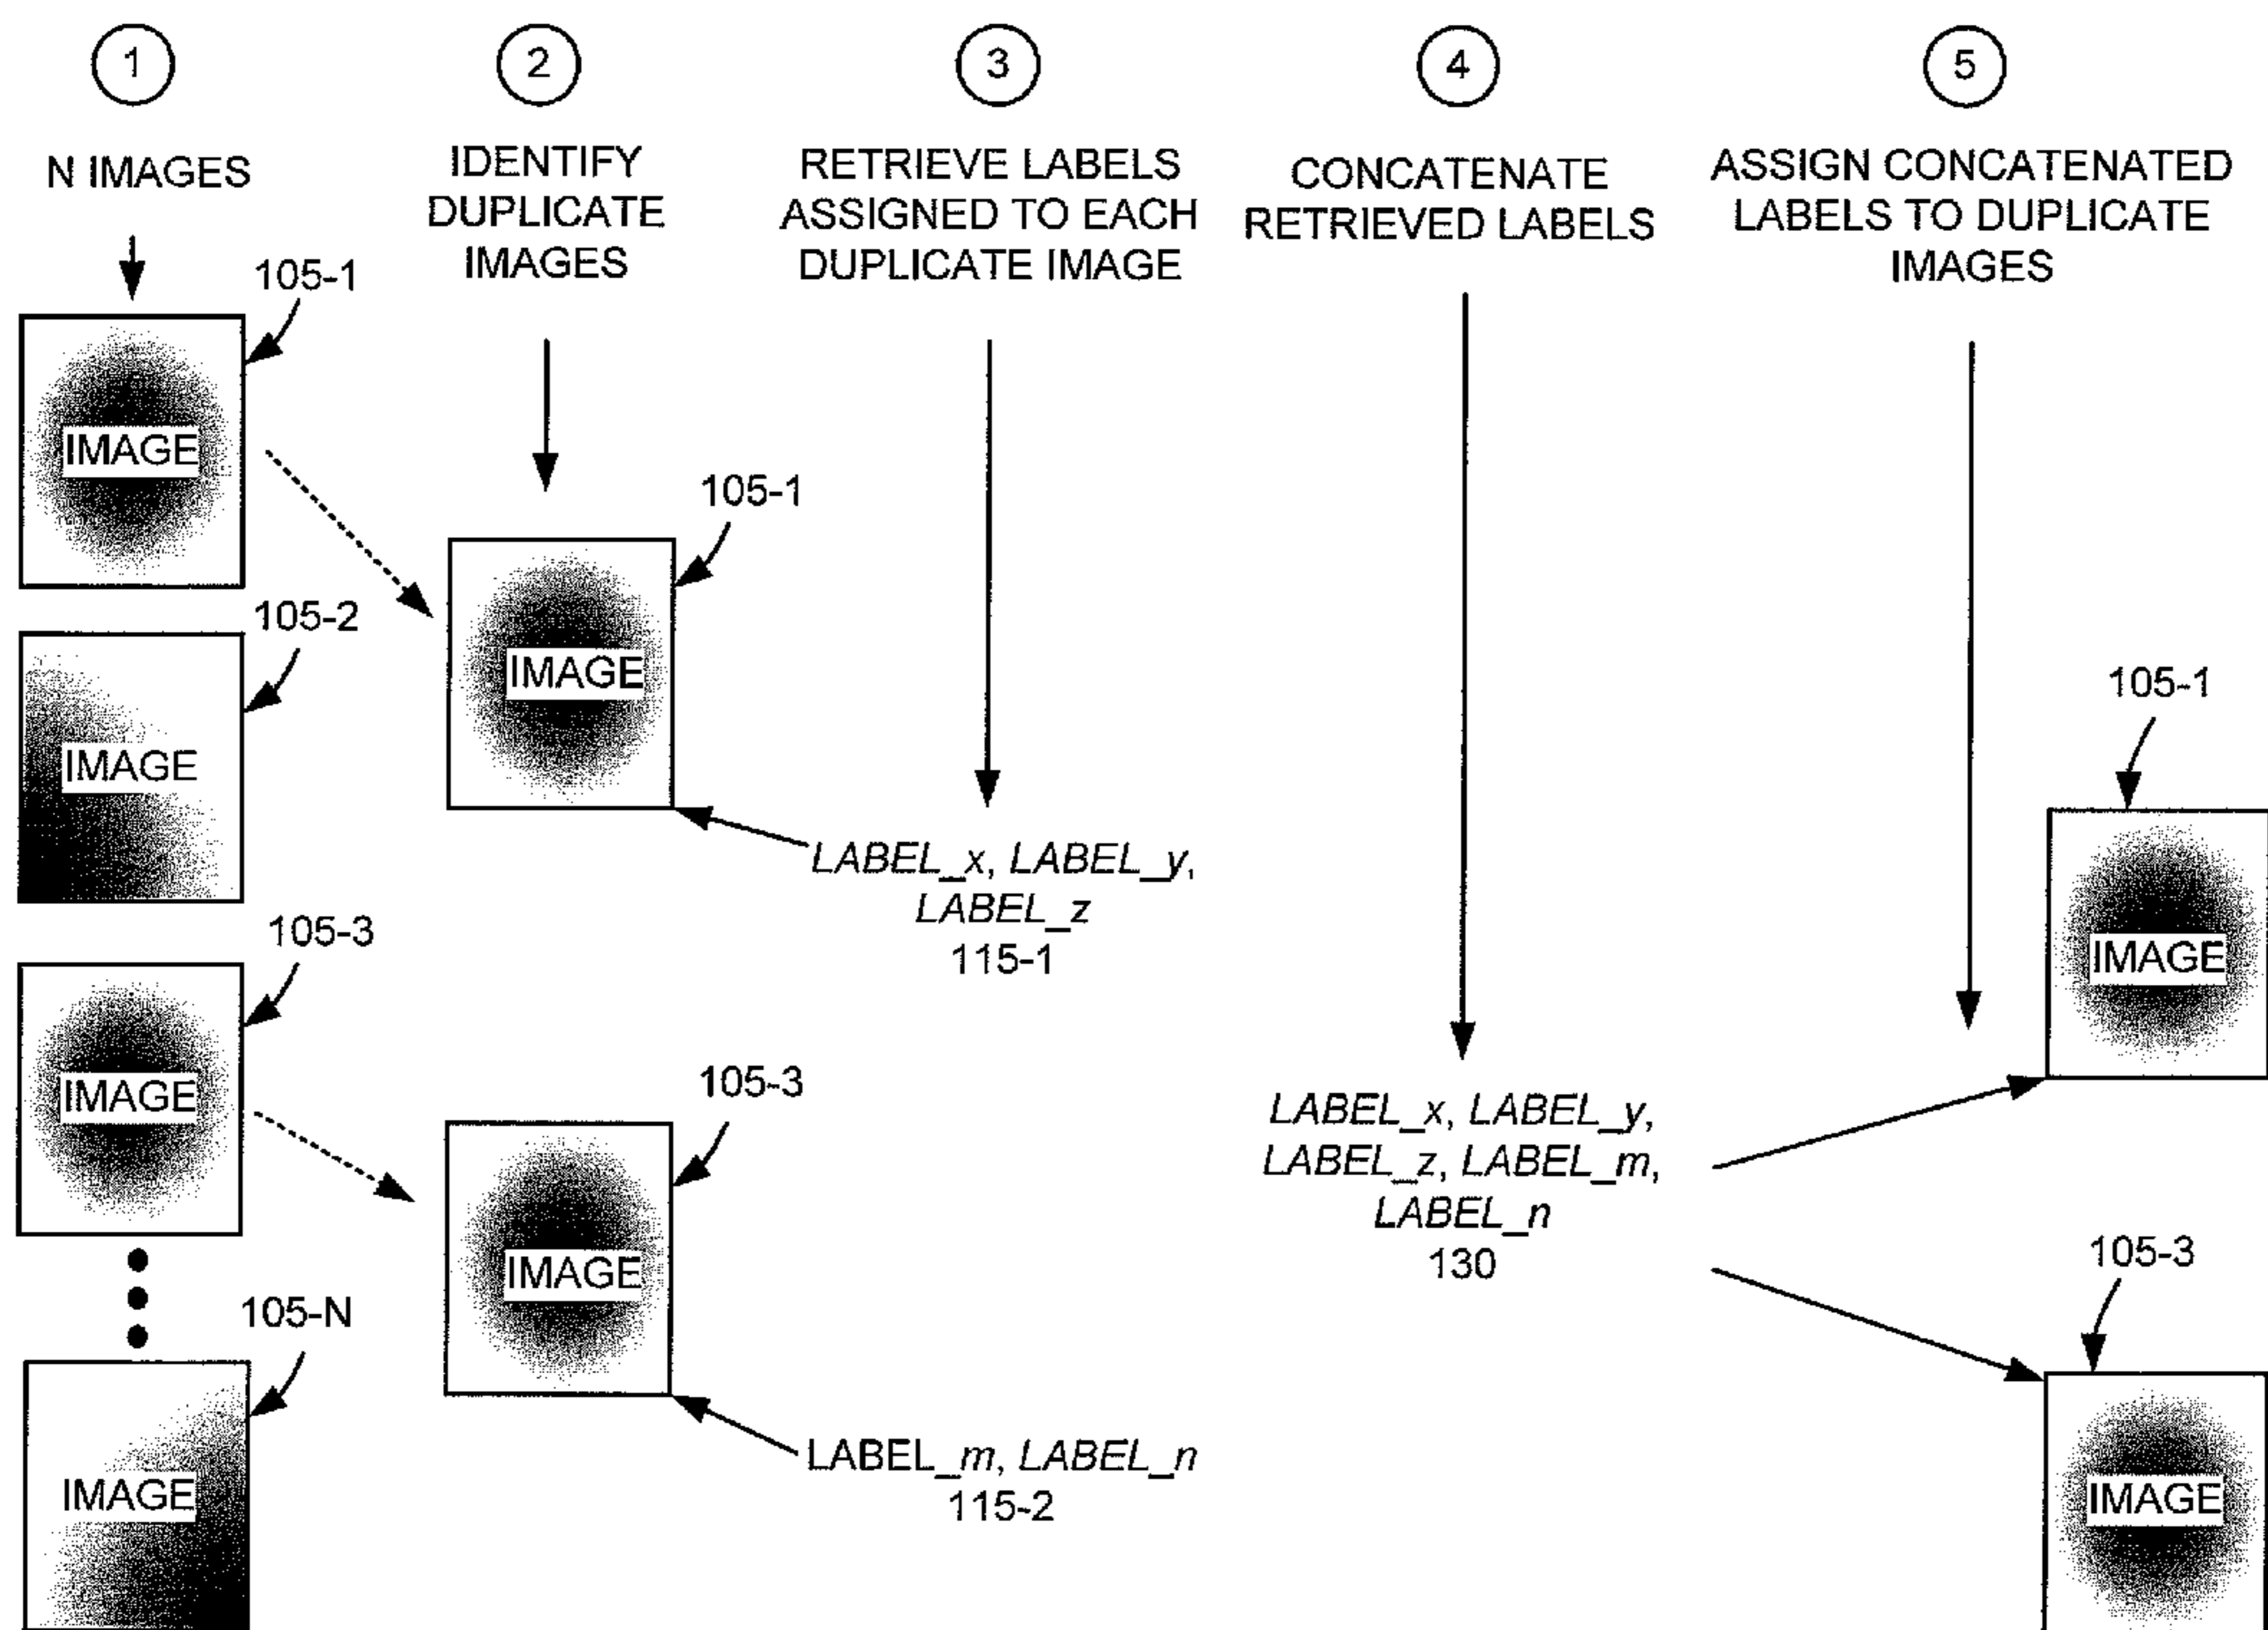 1
2
3
4
5
N IMAGES
IDENTIFY
DUPLICATE
IMAGES
RETRIEVE LABELS
ASSIGNED TO EACH
DUPLICATE IMAGE
CONCATENATE
RETRIEVED LABELS
ASSIGN CONCATENATED
LABELS TO DUPLICATE
IMAGES
105-1
IMAGE
105-2
IMAGE
105-3
IMAGE
105-N
IMAGE
105-1
IMAGE
105-3
IMAGE
LABEL_x, LABEL_y,
LABEL_z
115-1
LABEL_m, LABEL_n
115-2
LABEL_x, LABEL_y,
LABEL_z, LABEL_m,
LABEL_n
130
105-1
IMAGE
105-3
IMAGE